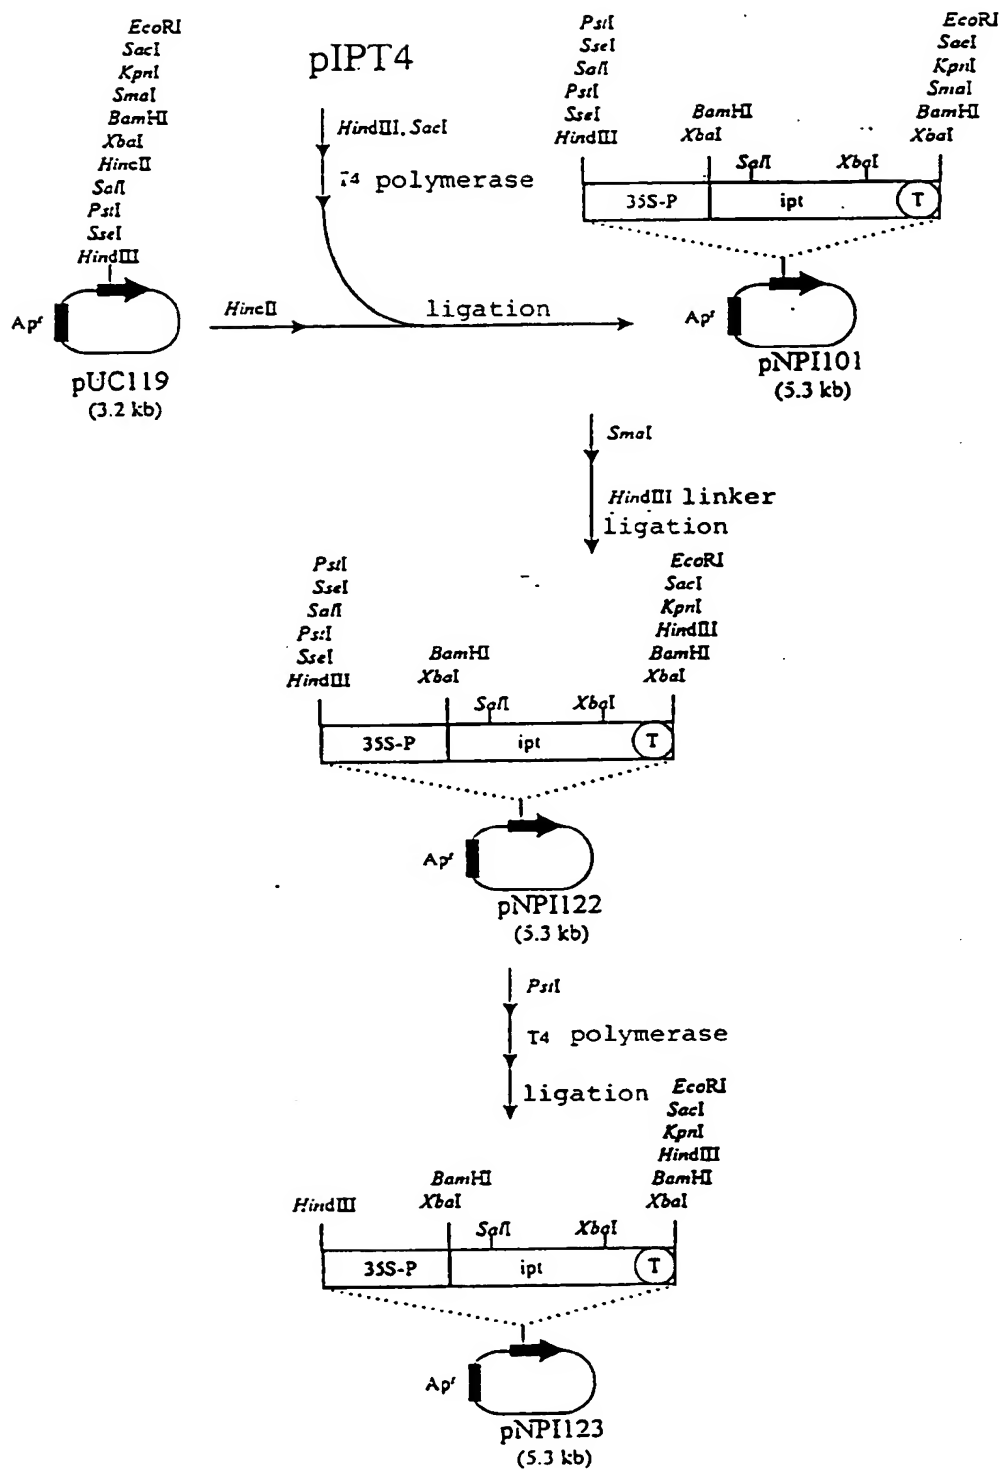 EcoRI
SacI
KpnI
SmaI
BamHI
XbaI
HincII
SalI
PstI
SseI
HindIII
Apʳ
pUC119
(3.2 kb)
pIPT4
HindIII, SacI
T4 polymerase
HincII
ligation
PstI
SseI
SalI
PstI
SseI
HindIII
BamHI
XbaI
SalI
XbaI
EcoRI
SacI
KpnI
SmaI
BamHI
XbaI
35S-P
ipt
T
Apʳ
pNPI101
(5.3 kb)
SmaI
HindIII linker
ligation
PstI
SseI
SalI
PstI
SseI
HindIII
BamHI
XbaI
SalI
XbaI
EcoRI
SacI
KpnI
HindIII
BamHI
XbaI
35S-P
ipt
T
Apʳ
pNPI122
(5.3 kb)
PstI
T4 polymerase
ligation
HindIII
BamHI
XbaI
SalI
XbaI
EcoRI
SacI
KpnI
HindIII
BamHI
XbaI
35S-P
ipt
T
Apʳ
pNPI123
(5.3 kb)